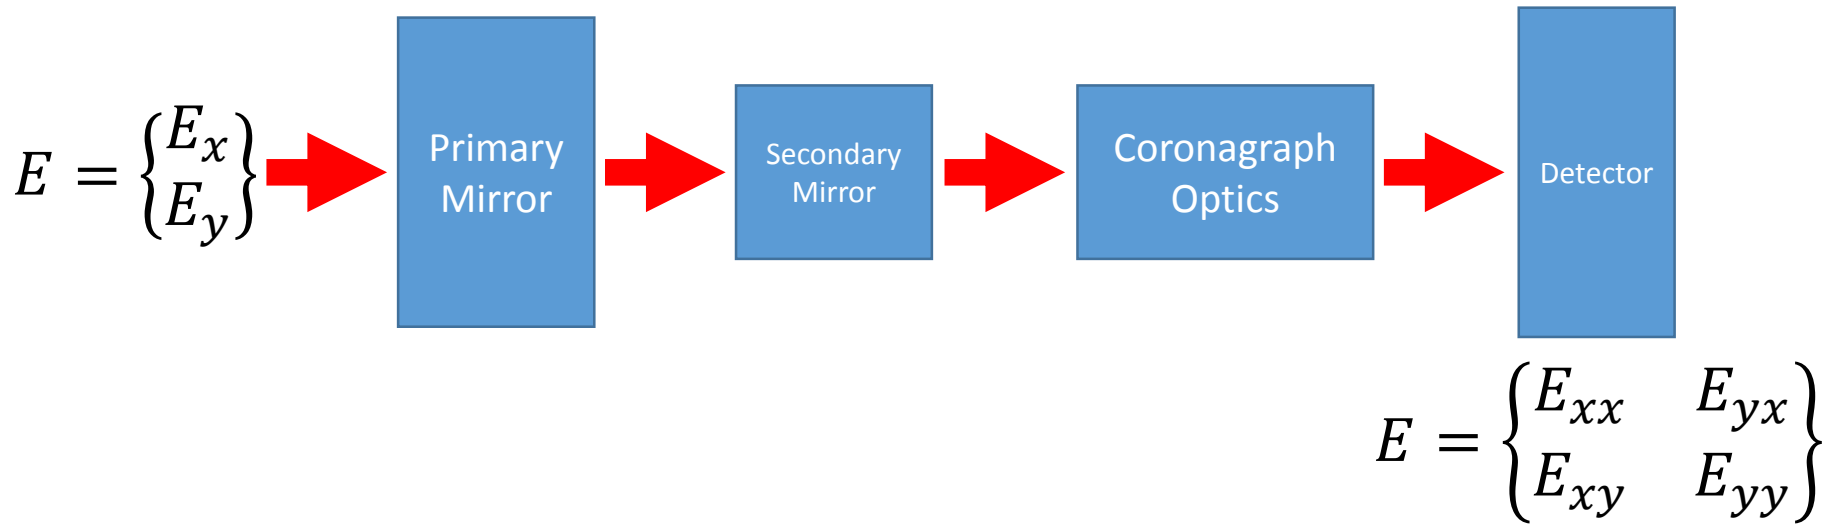 E = {E_x
E_y}
Primary
Mirror
Secondary
Mirror
Coronagraph
Optics
Detector
E = {E_xx E_yx
E_xy E_yy}